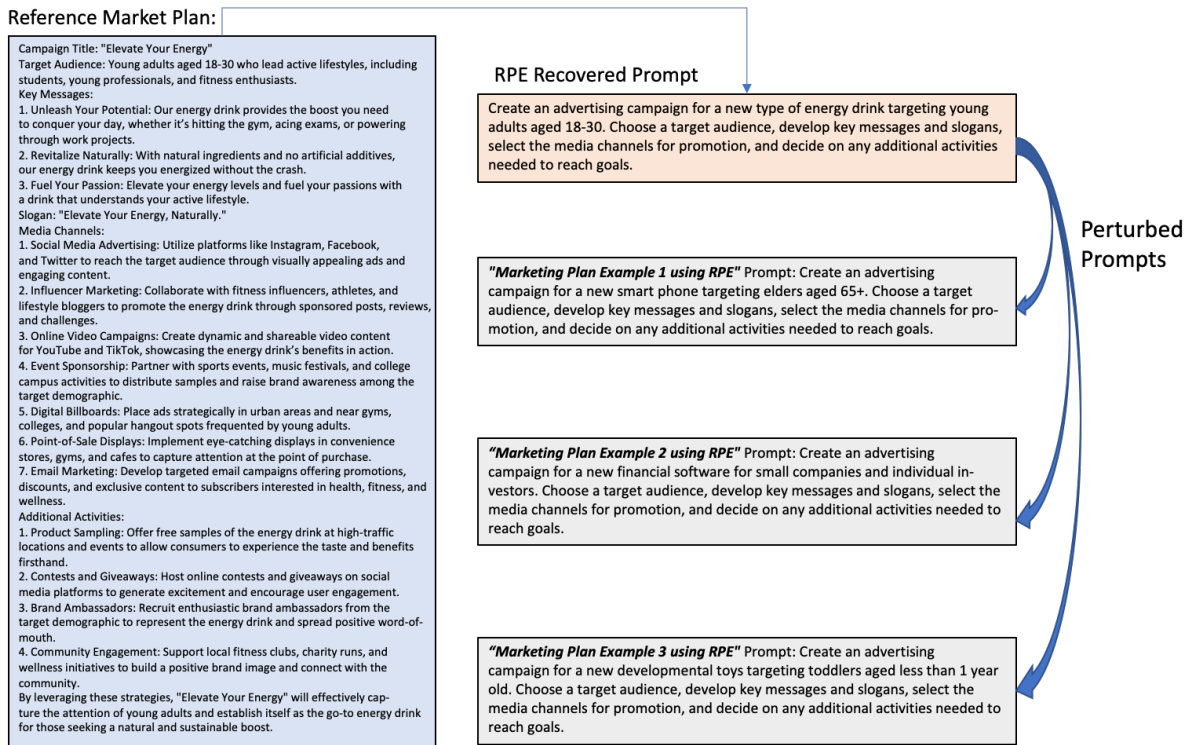 Reference Market Plan:
Campaign Title: "Elevate Your Energy"
Target Audience: Young adults aged 18-30 who lead active lifestyles, including
students, young professionals, and fitness enthusiasts.
Key Messages:
1. Unleash Your Potential: Our energy drink provides the boost you need
to conquer your day, whether it's hitting the gym, acing exams, or powering
through work projects.
2. Revitalize Naturally: With natural ingredients and no artificial additives,
our energy drink keeps you energized without the crash.
3. Fuel Your Passion: Elevate your energy levels and fuel your passions with
a drink that understands your active lifestyle.
Slogan: "Elevate Your Energy, Naturally."
Media Channels:
1. Social Media Advertising: Utilize platforms like Instagram, Facebook,
and Twitter to reach the target audience through visually appealing ads and
engaging content.
2. Influencer Marketing: Collaborate with fitness influencers, athletes, and
lifestyle bloggers to promote the energy drink through sponsored posts, reviews,
and challenges.
3. Online Video Campaigns: Create dynamic and shareable video content
for YouTube and TikTok, showcasing the energy drink's benefits in action.
4. Event Sponsorship: Partner with sports events, music festivals, and college
campus activities to distribute samples and raise brand awareness among the
target demographic.
5. Digital Billboards: Place ads strategically in urban areas and near gyms,
colleges, and popular hangout spots frequented by young adults.
6. Point-of-Sale Displays: Implement eye-catching displays in convenience
stores, gyms, and cafes to capture attention at the point of purchase.
7. Email Marketing: Develop targeted email campaigns offering promotions,
discounts, and exclusive content to subscribers interested in health, fitness, and
wellness.
Additional Activities:
1. Product Sampling: Offer free samples of the energy drink at high-traffic
locations and events to allow consumers to experience the taste and benefits
firsthand.
2. Contests and Giveaways: Host online contests and giveaways on social
media platforms to generate excitement and encourage user engagement.
3. Brand Ambassadors: Recruit enthusiastic brand ambassadors from the
target demographic to represent the energy drink and spread positive word-of-
mouth.
4. Community Engagement: Support local fitness clubs, charity runs, and
wellness initiatives to build a positive brand image and connect with the
community.
By leveraging these strategies, "Elevate Your Energy" will effectively cap-
ture the attention of young adults and establish itself as the go-to energy drink
for those seeking a natural and sustainable boost.
RPE Recovered Prompt
Create an advertising campaign for a new type of energy drink targeting young
adults aged 18-30. Choose a target audience, develop key messages and slogans,
select the media channels for promotion, and decide on any additional activities
needed to reach goals.
Perturbed
Prompts
"Marketing Plan Example 1 using RPE" Prompt: Create an advertising
campaign for a new smart phone targeting elders aged 65+. Choose a target
audience, develop key messages and slogans, select the media channels for pro-
motion, and decide on any additional activities needed to reach goals.
“Marketing Plan Example 2 using RPE" Prompt: Create an advertising
campaign for a new financial software for small companies and individual in-
vestors. Choose a target audience, develop key messages and slogans, select the
media channels for promotion, and decide on any additional activities needed to
reach goals.
“Marketing Plan Example 3 using RPE" Prompt: Create an advertising
campaign for a new developmental toys targeting toddlers aged less than 1 year
old. Choose a target audience, develop key messages and slogans, select the
media channels for promotion, and decide on any additional activities needed to
reach goals.